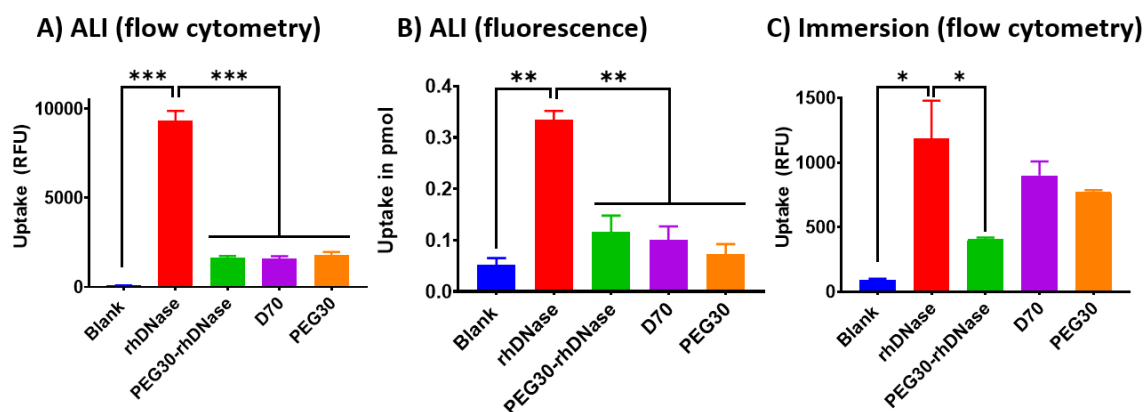 A) ALI (flow cytometry)
*** ***
Uptake (RFU)
10000
5000
0
Blank
rhDNase
PEG30-rhDNase
D70
PEG30
B) ALI (fluorescence)
** **
Uptake in pmol
0.4
0.3
0.2
0.1
0.0
Blank
rhDNase
PEG30-rhDNase
D70
PEG30
C) Immersion (flow cytometry)
* *
Uptake (RFU)
1500
1000
500
0
Blank
rhDNase
PEG30-rhDNase
D70
PEG30